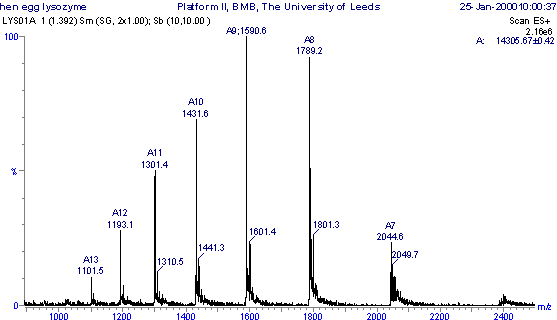 hen egg lysozyme Platform II, BMB, The University of Leeds 25-Jan-200010:00:37
LYS01A 1 (1.392) Sm (SG, 2x1.00); Sb (10,10.00 ) Scan ES+
2.16e6
A: 14305.67±0.42
100
A9;1590.6
A8
1789.2
A10
1431.6
A11
1301.4
%
A12
1193.1
A13
1101.5
1310.5
1441.3
1601.4
1801.3
A7
2044.6
2049.7
0
1000 1200 1400 1600 1800 2000 2200 2400 m/z